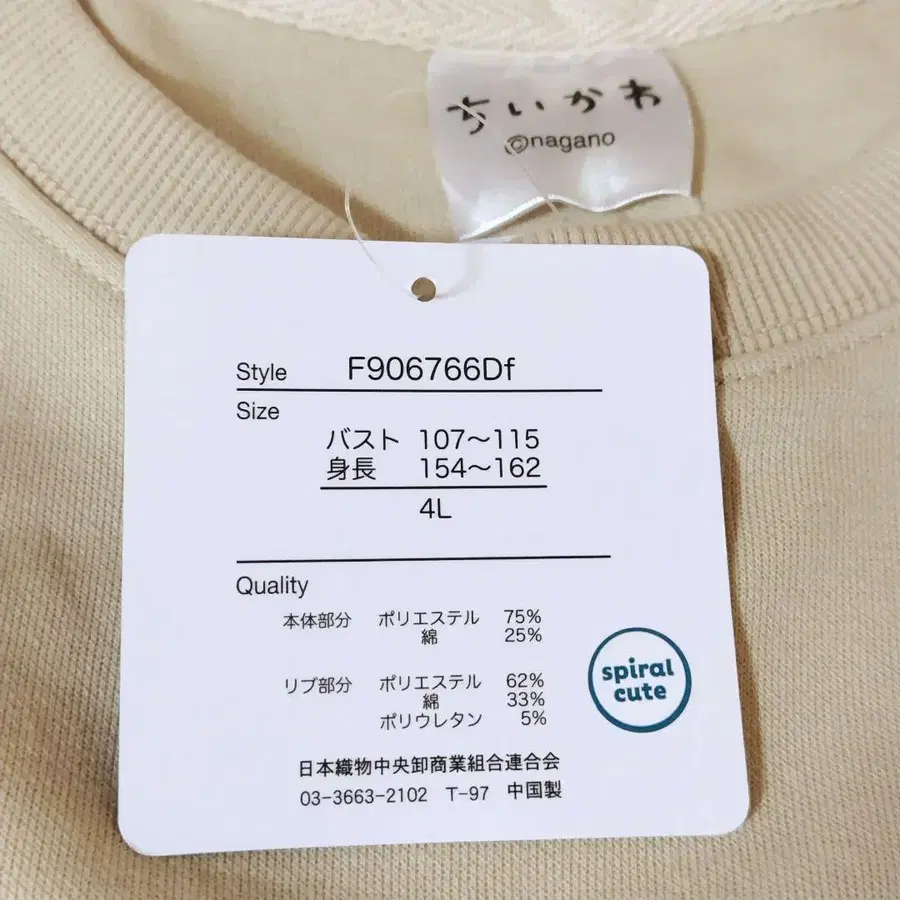 ちいかわ
©nagano
Style F906766Df
Size
バスト 107～115
身長 154～162
4L
Quality
本体部分 ポリエステル 75%
綿 25%
リブ部分 ポリエステル 62%
綿 33%
ポリウレタン 5%
spiral
cute
日本織物中央卸商業組合連合会
03-3663-2102 T-97 中国製